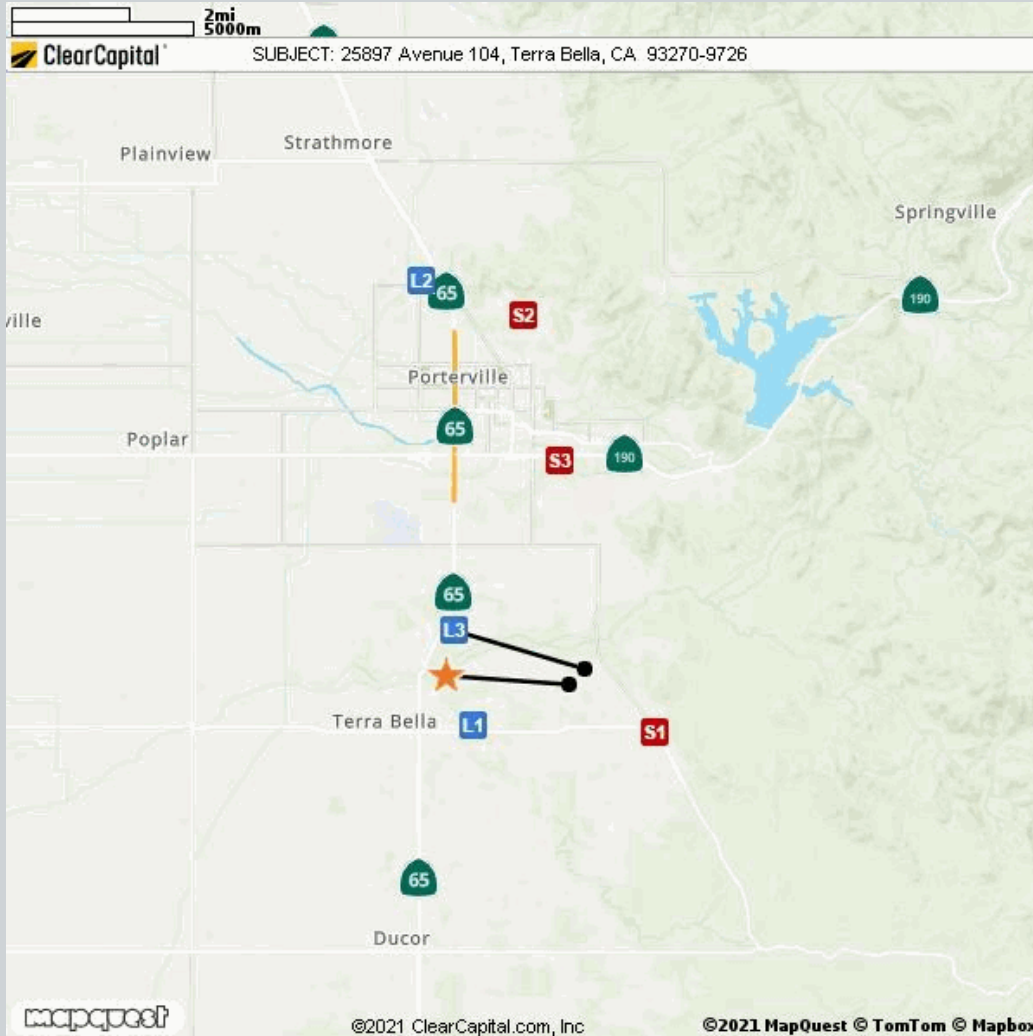 2mi
5000m
ClearCapital
SUBJECT: 25897 Avenue 104, Terra Bella, CA 93270-9726
Strathmore
Plainview
Springville
L2
65
190
S2
ville
Porterville
65
Poplar
S3
190
65
L3
Terra Bella
L1
S1
65
Ducor
mapquest
©2021 ClearCapital.com, Inc
©2021 MapQuest © TomTom © Mapbo